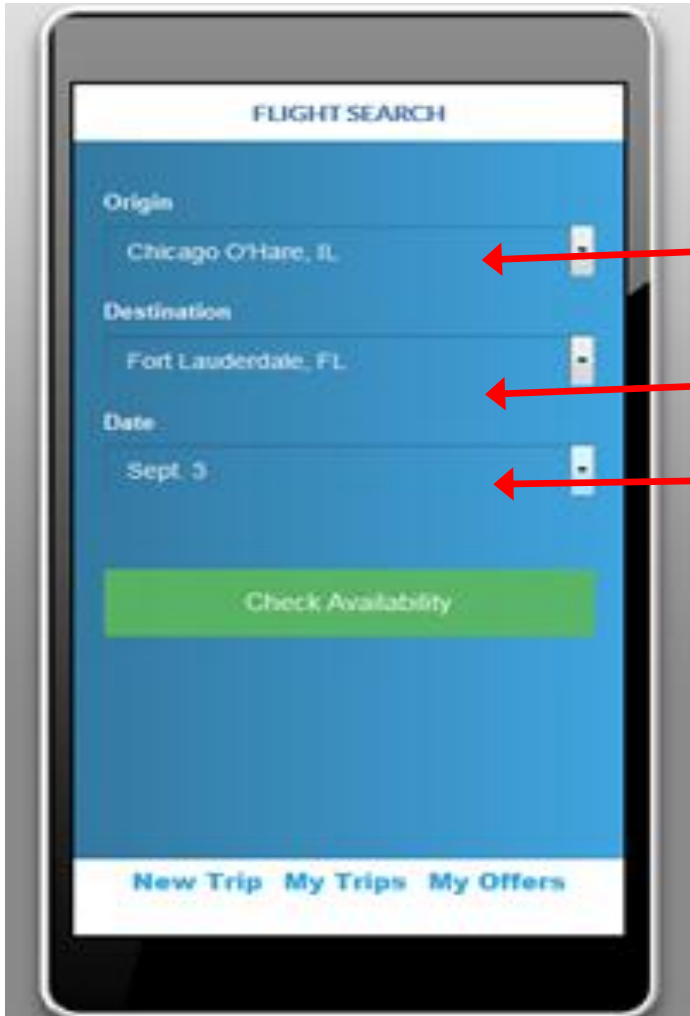 FLIGHT SEARCH
Origin
Chicago O'Hare, IL
Destination
Fort Lauderdale, FL
Date
Sept. 3
Check Availability
New Trip My Trips My Offers